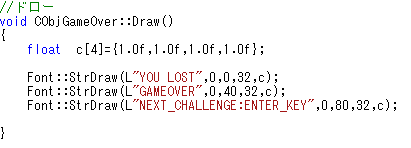 //ドロー
void CObjGameOver::Draw()
{
float c[4]={1.0f,1.0f,1.0f,1.0f};
Font::StrDraw(L"YOU LOST",0,0,32,c);
Font::StrDraw(L"GAMEOVER",0,40,32,c);
Font::StrDraw(L"NEXT_CHALLENGE:ENTER_KEY",0,80,32,c);
}